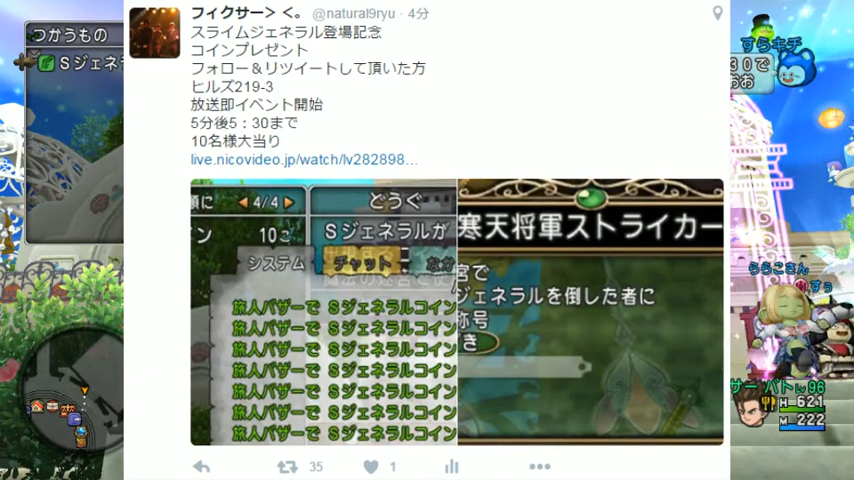 フィクサー＞＜。 @natural9ryu · 4分
スライムジェネラル登場記念
コインプレゼント
フォロー＆リツイートして頂いた方
ヒルズ219-3
放送即イベント開始
5分後5：30まで
10名様大当り
live.nicovideo.jp/watch/lv282898...
つかうもの
Sジェネラ
すらキチ
30で
おお
順に 4/4 どうぐ
ン 10こ Sジェネラルが
システム チャット なか
旅人バザーで Sジェネラルコイン
旅人バザーで Sジェネラルコイン
旅人バザーで Sジェネラルコイン
旅人バザーで Sジェネラルコイン
旅人バザーで Sジェネラルコイン
旅人バザーで Sジェネラルコイン
旅人バザーで Sジェネラルコイン
寒天将軍ストライカー
宮で
ジェネラルを倒した者に
称号
き
ららこさん
すぅ
サーバトLv 96
H 621
M 222
35 1